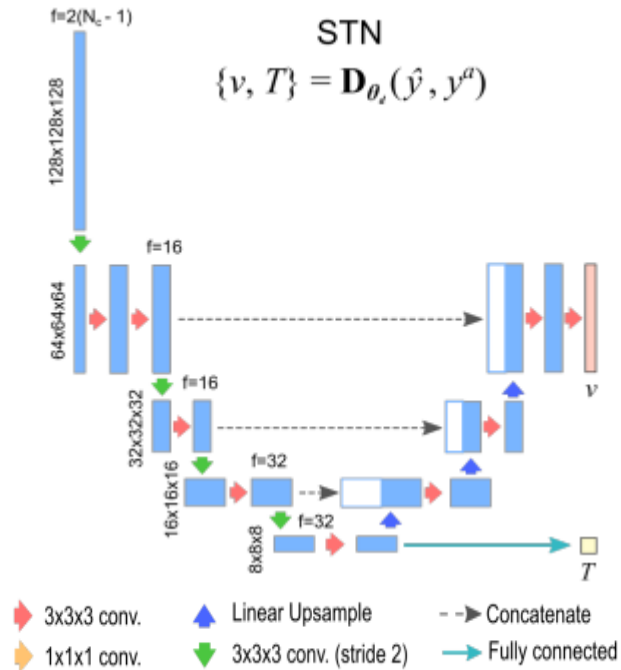 f=2(N_c - 1)
STN
{v, T} = D_θ_d(ŷ, y^a)
128x128x128
f=16
64x64x64
v
f=16
32x32x32
f=32
16x16x16
f=32
8x8x8
T
3x3x3 conv.
Linear Upsample
Concatenate
1x1x1 conv.
3x3x3 conv. (stride 2)
Fully connected